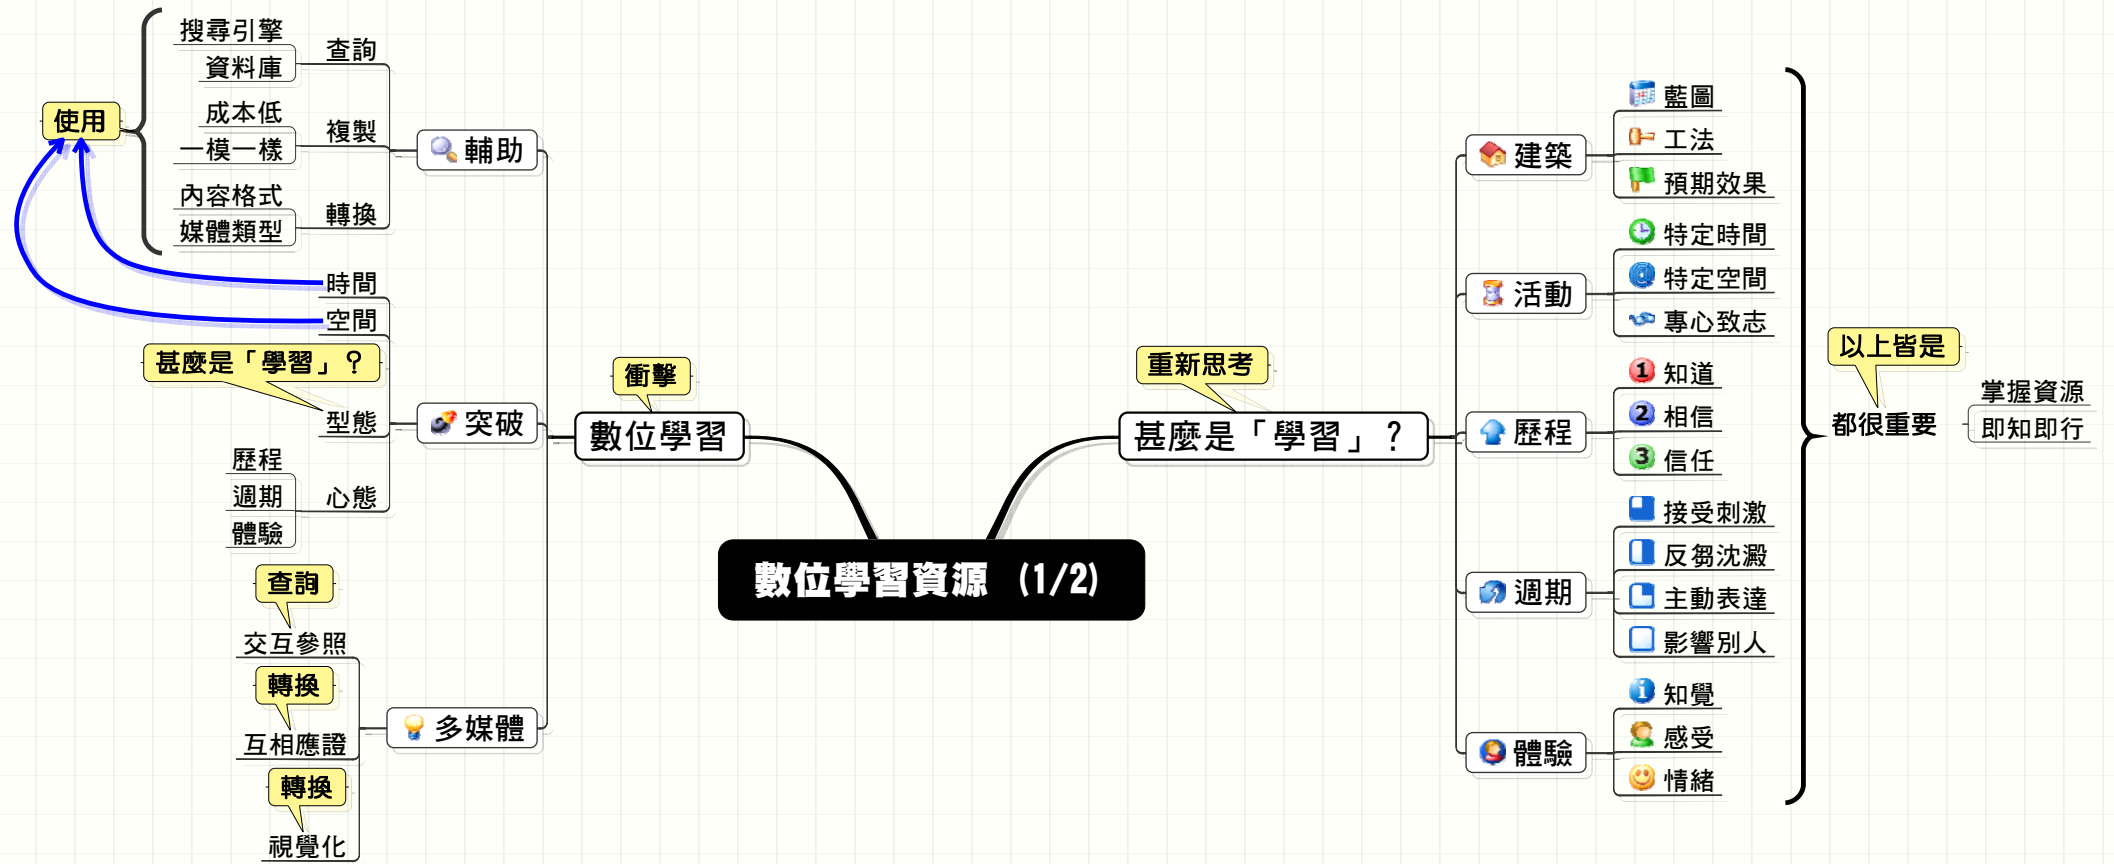 數位學習資源 (1/2)
重新思考
甚麼是「學習」？
建築
藍圖
工法
預期效果
活動
特定時間
特定空間
專心致志
歷程
1 知道
2 相信
3 信任
週期
接受刺激
反芻沈澱
主動表達
影響別人
體驗
知覺
感受
情緒
以上皆是
都很重要
掌握資源
即知即行
衝擊
數位學習
輔助
查詢
搜尋引擎
資料庫
複製
成本低
一模一樣
轉換
內容格式
媒體類型
使用
突破
時間
空間
甚麼是「學習」？
型態
心態
歷程
週期
體驗
多媒體
查詢
交互參照
轉換
互相應證
轉換
視覺化